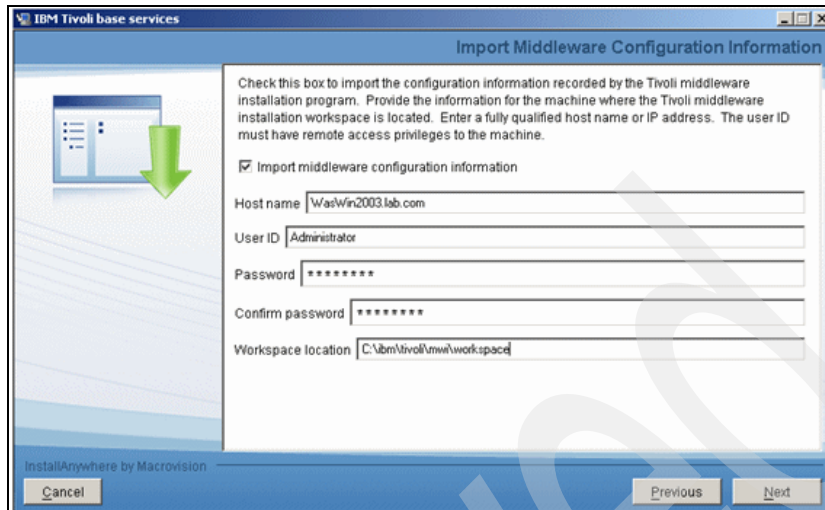 IBM Tivoli base services
Import Middleware Configuration Information
Check this box to import the configuration information recorded by the Tivoli middleware
installation program. Provide the information for the machine where the Tivoli middleware
installation workspace is located. Enter a fully qualified host name or IP address. The user ID
must have remote access privileges to the machine.
Import middleware configuration information
Host name WasWin2003.lab.com
User ID Administrator
Password ********
Confirm password ********
Workspace location C:\ibm\tivoli\mwi\workspace
InstallAnywhere by Macrovision
Cancel Previous Next